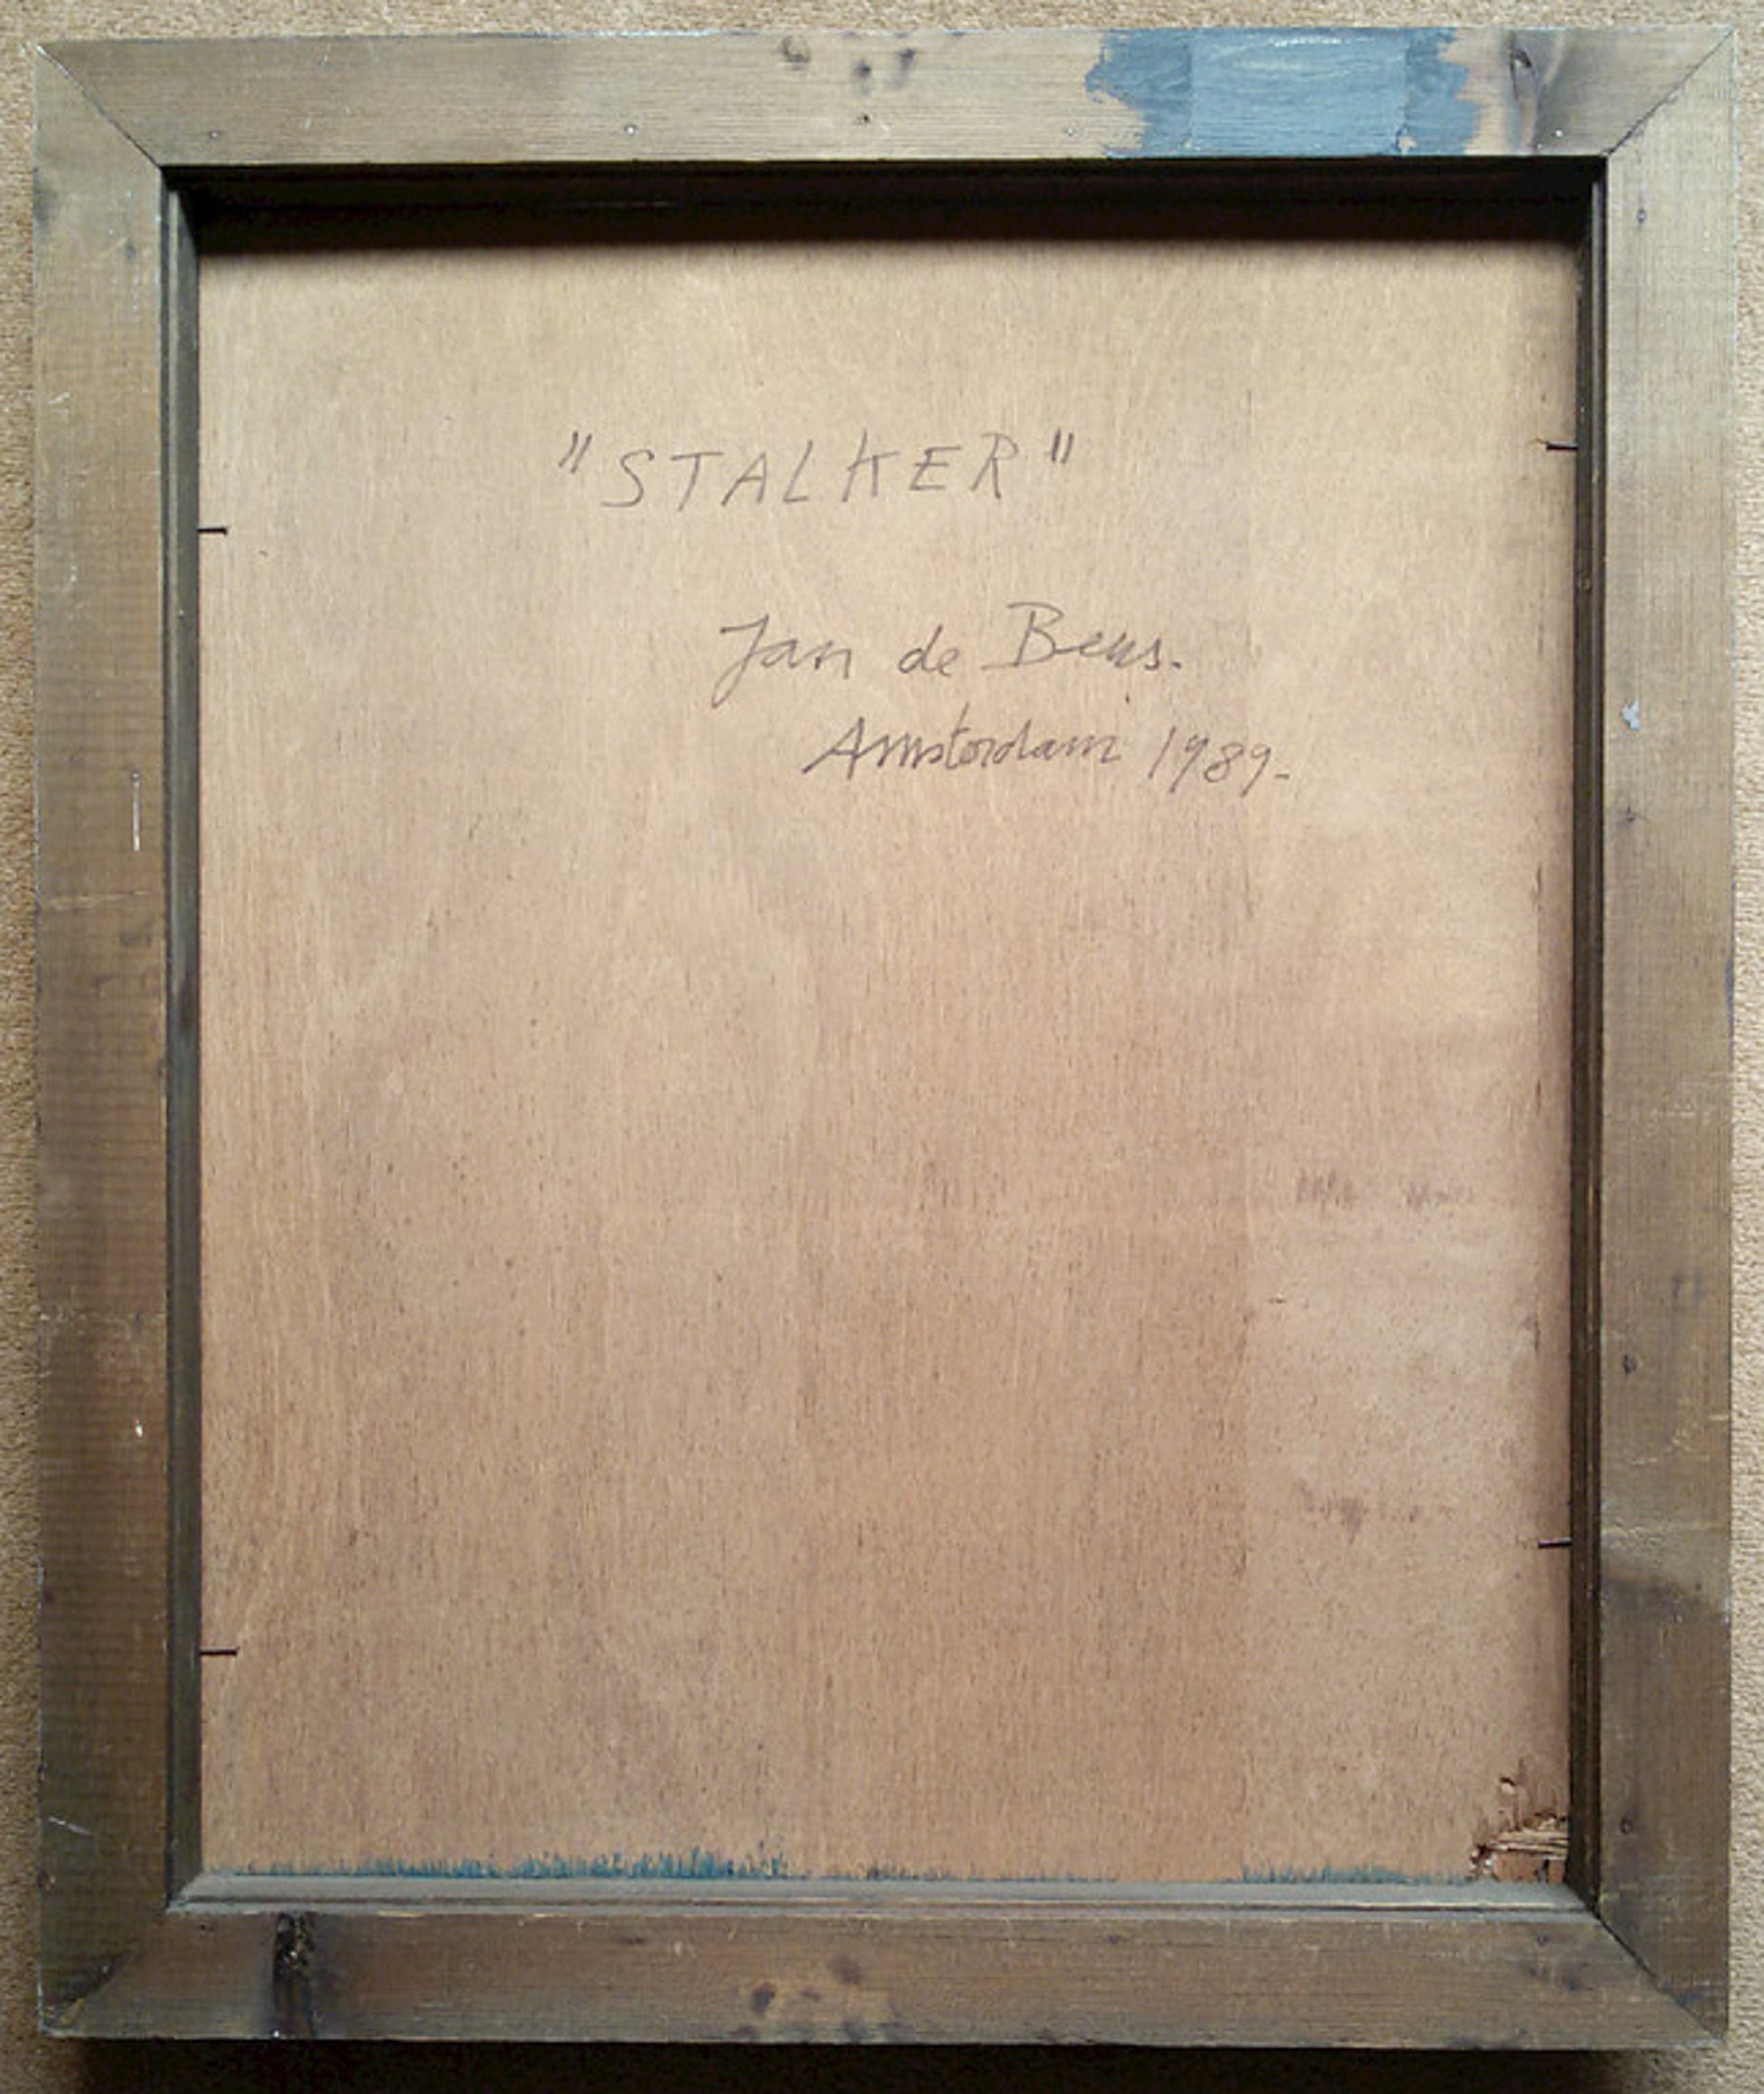 "STALKER"
Jan de Beus.
Amsterdam 1989.